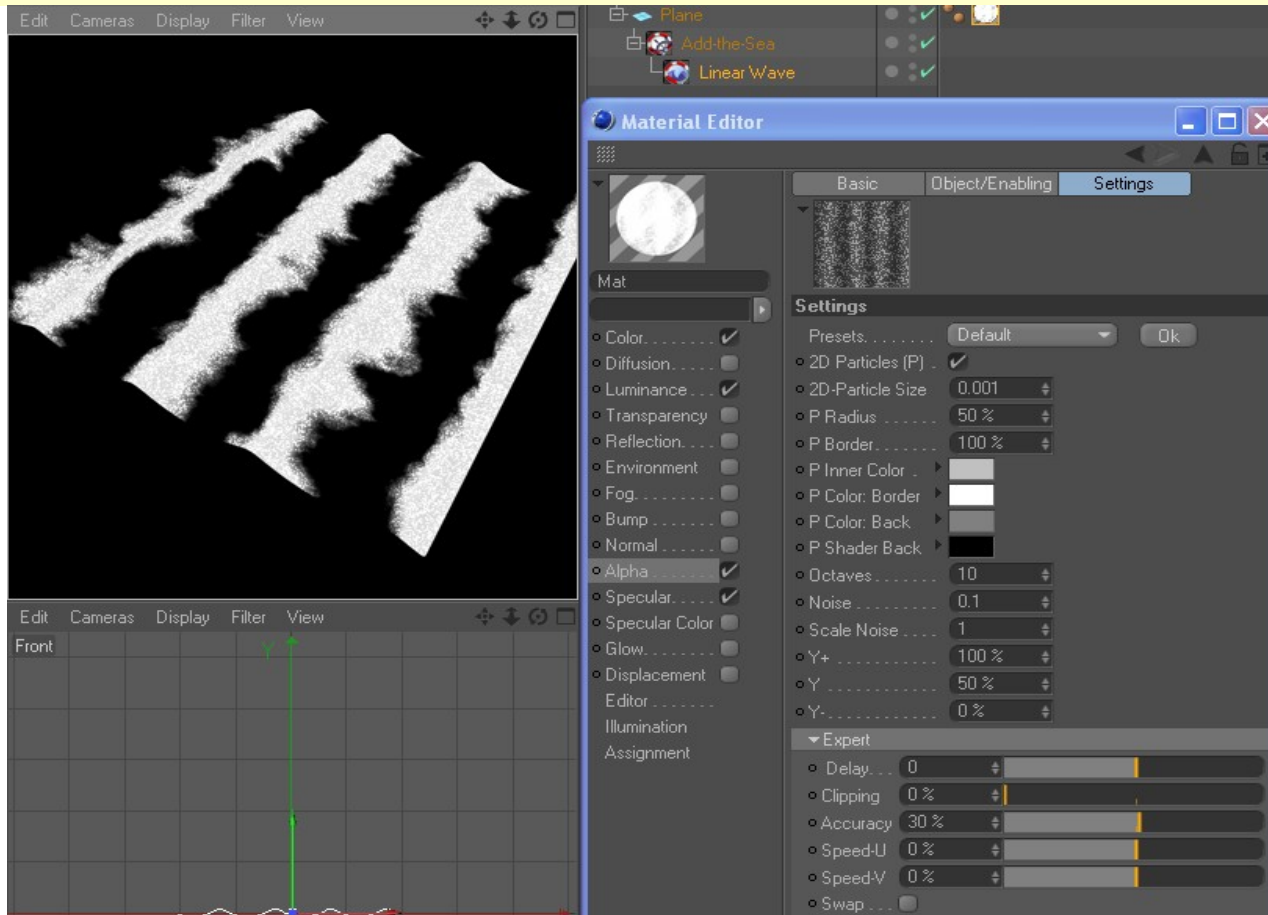 Edit Cameras Display Filter View
Plane
Add-the-Sea
Linear Wave
Material Editor
Basic Object/Enabling Settings
Mat
Settings
Color........
Diffusion.....
Luminance...
Transparency
Reflection....
Environment
Fog.........
Bump.......
Normal......
Alpha.......
Specular.....
Specular Color
Glow........
Displacement
Editor.......
Illumination
Assignment
Presets........ Default Ok
2D Particles (P) .
2D-Particle Size 0.001
P Radius ...... 50 %
P Border....... 100 %
P Inner Color .
P Color: Border
P Color: Back
P Shader Back
Octaves....... 10
Noise ......... 0.1
Scale Noise .... 1
Y+ ........... 100 %
Y ............ 50 %
Y-............ 0 %
Expert
Delay... 0
Clipping 0 %
Accuracy 30 %
Speed-U 0 %
Speed-V 0 %
Swap ...
Edit Cameras Display Filter View
Front
Y